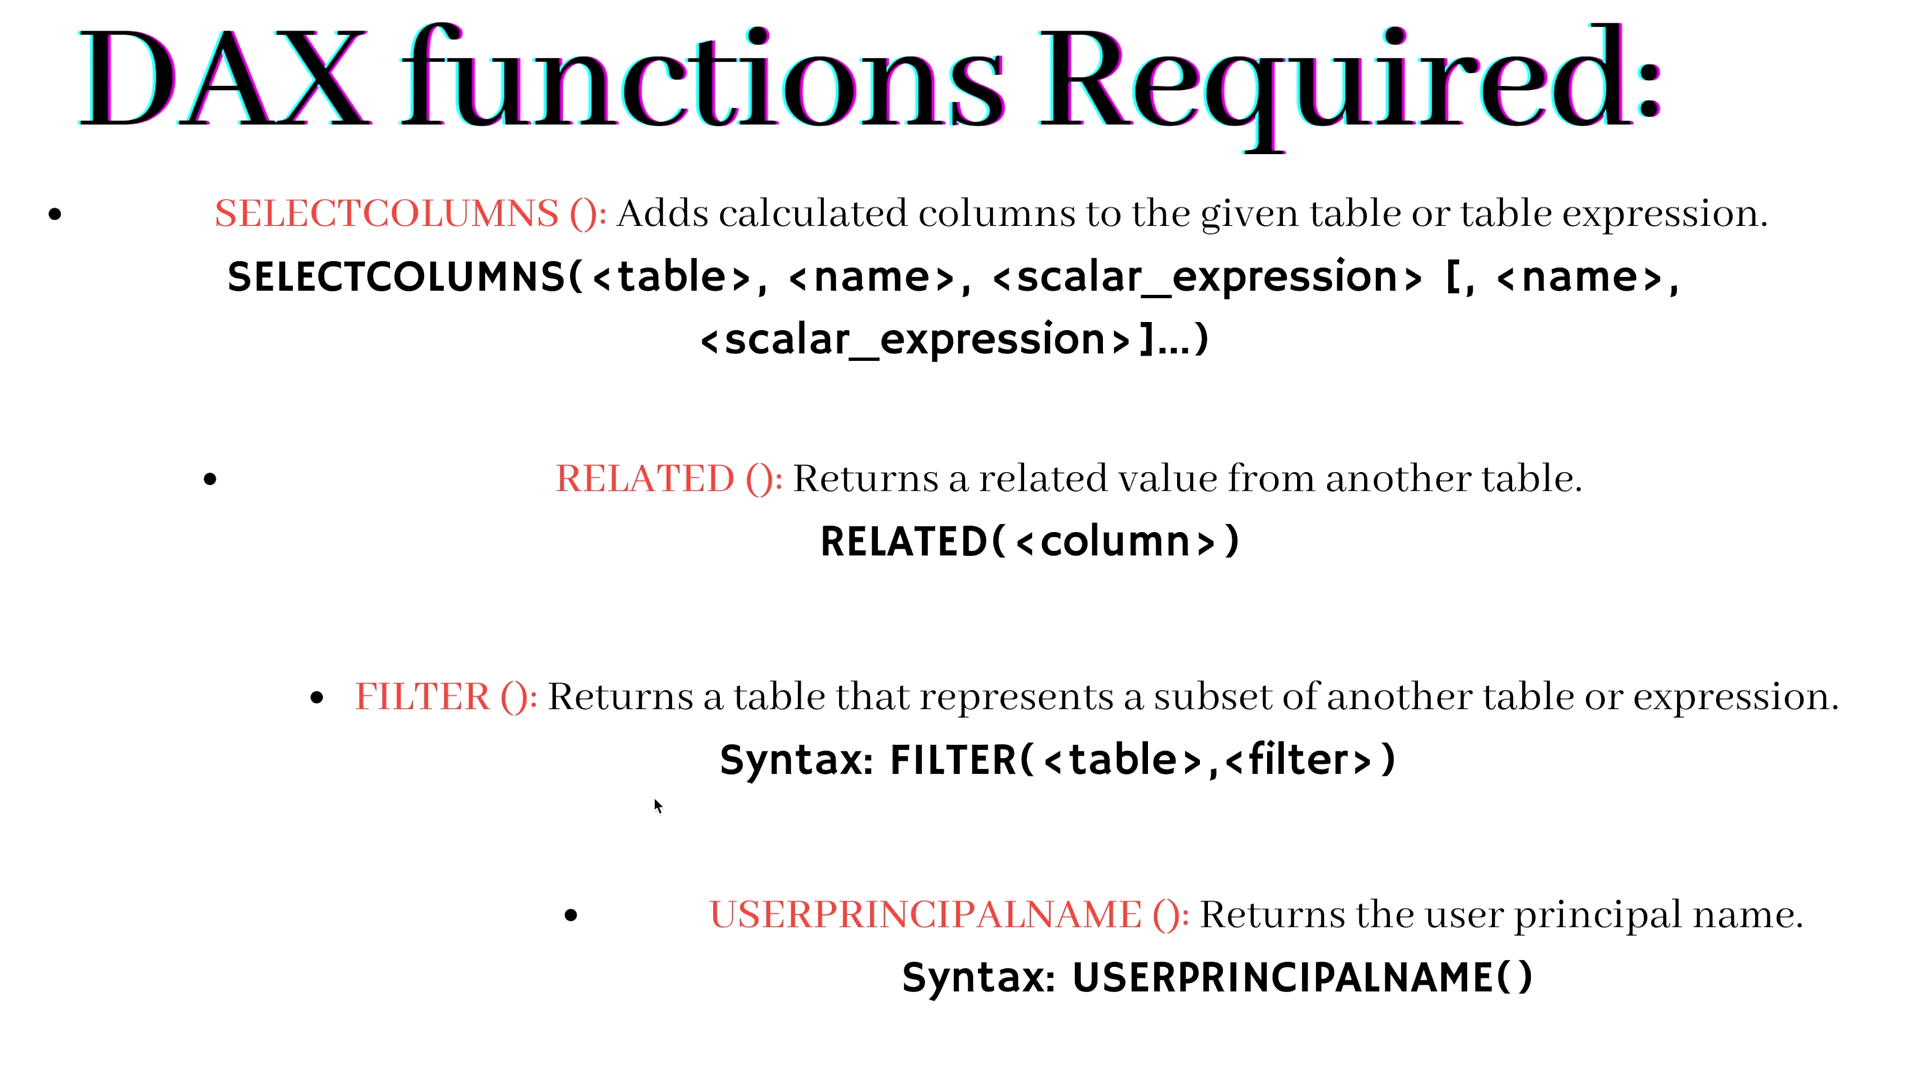 DAX functions Required:
• SELECTCOLUMNS (): Adds calculated columns to the given table or table expression.
SELECTCOLUMNS(<table>, <name>, <scalar_expression> [, <name>,
<scalar_expression>]...)
• RELATED (): Returns a related value from another table.
RELATED(<column>)
• FILTER (): Returns a table that represents a subset of another table or expression.
Syntax: FILTER(<table>,<filter>)
• USERPRINCIPALNAME (): Returns the user principal name.
Syntax: USERPRINCIPALNAME()